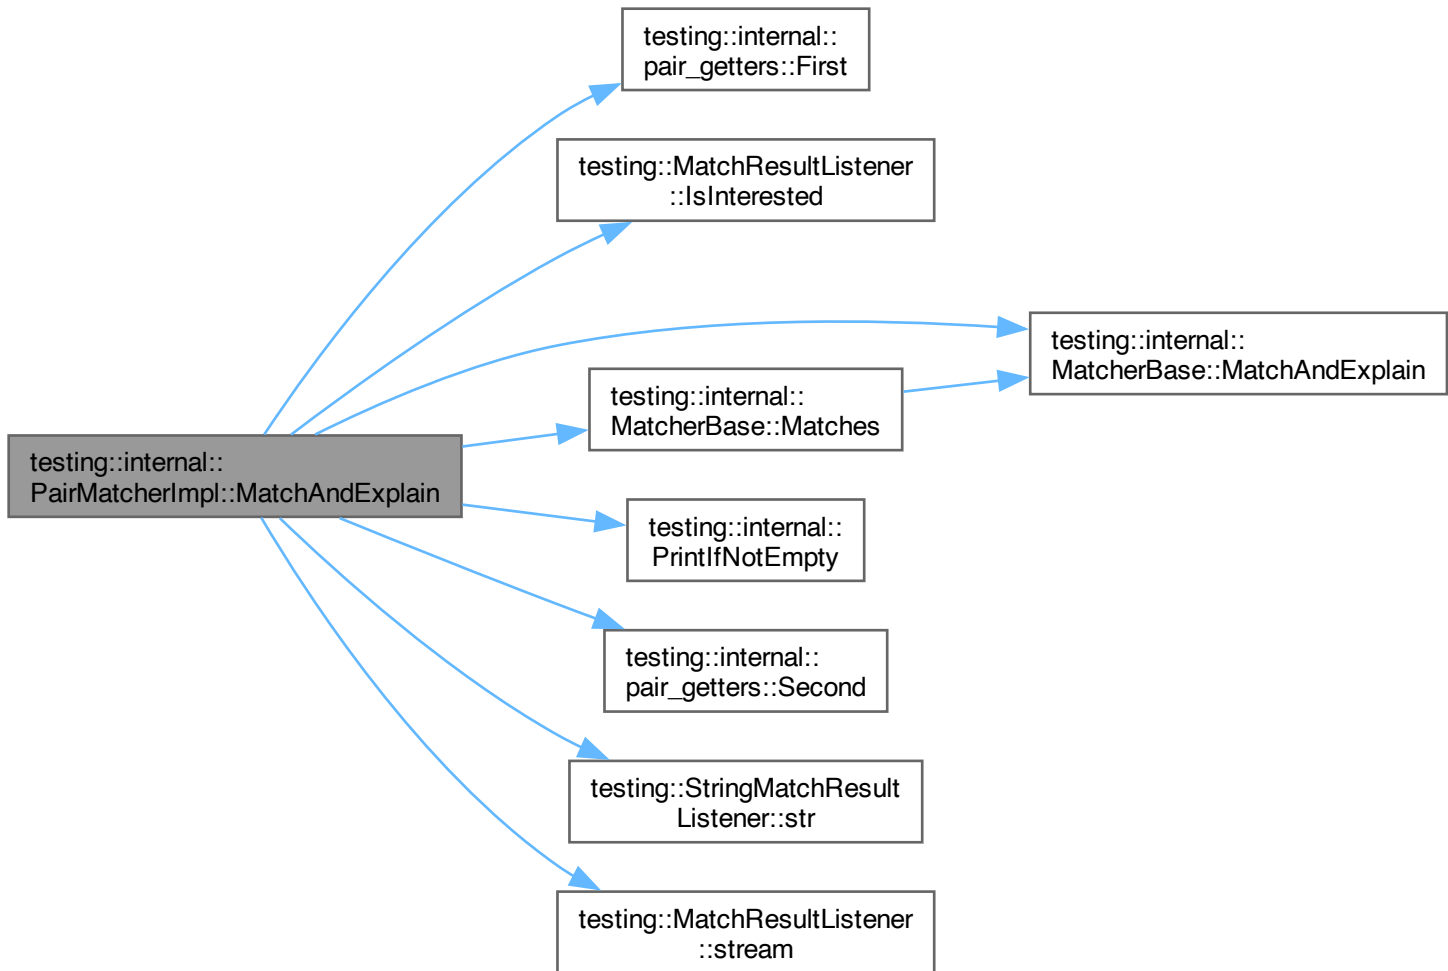 testing::internal::
pair_getters::First
testing::MatchResultListener
::IsInterested
testing::internal::
MatcherBase::MatchAndExplain
testing::internal::
MatcherBase::Matches
testing::internal::
PairMatcherImpl::MatchAndExplain
testing::internal::
PrintIfNotEmpty
testing::internal::
pair_getters::Second
testing::StringMatchResult
Listener::str
testing::MatchResultListener
::stream